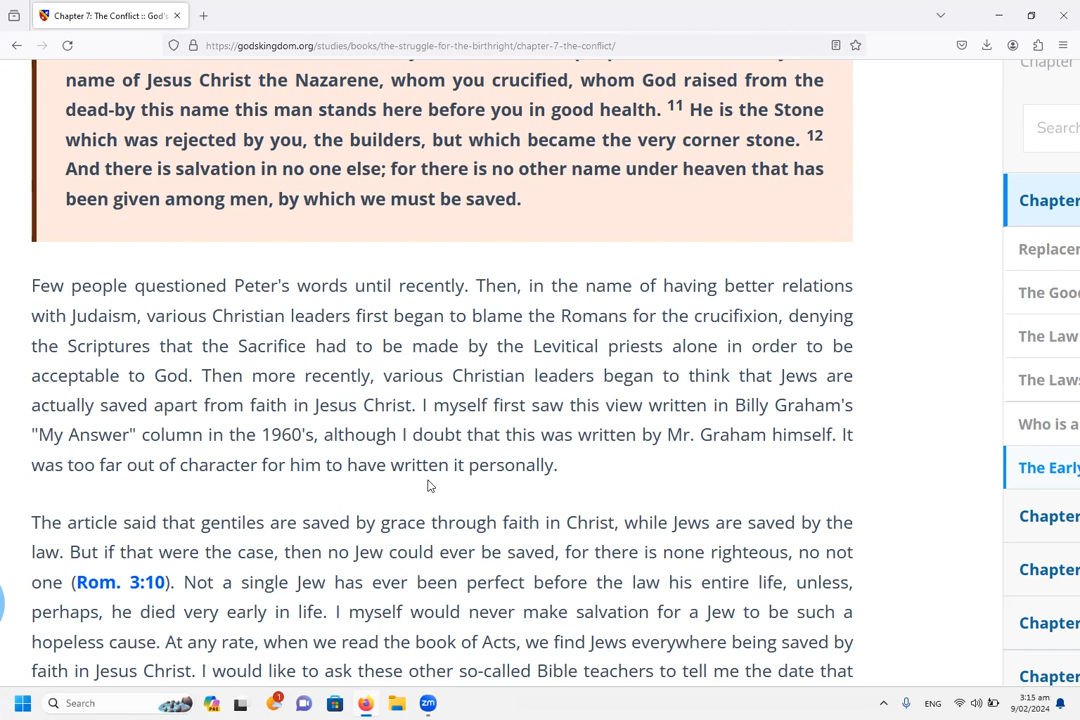 Chapter 7: The Conflict :: God's
https://godskingdom.org/studies/books/the-struggle-for-the-birthright/chapter-7-the-conflict/
name of Jesus Christ the Nazarene, whom you crucified, whom God raised from the
dead-by this name this man stands here before you in good health. 11 He is the Stone
which was rejected by you, the builders, but which became the very corner stone. 12
And there is salvation in no one else; for there is no other name under heaven that has
been given among men, by which we must be saved.
Few people questioned Peter's words until recently. Then, in the name of having better relations
with Judaism, various Christian leaders first began to blame the Romans for the crucifixion, denying
the Scriptures that the Sacrifice had to be made by the Levitical priests alone in order to be
acceptable to God. Then more recently, various Christian leaders began to think that Jews are
actually saved apart from faith in Jesus Christ. I myself first saw this view written in Billy Graham's
"My Answer" column in the 1960's, although I doubt that this was written by Mr. Graham himself. It
was too far out of character for him to have written it personally.
The article said that gentiles are saved by grace through faith in Christ, while Jews are saved by the
law. But if that were the case, then no Jew could ever be saved, for there is none righteous, no not
one (Rom. 3:10). Not a single Jew has ever been perfect before the law his entire life, unless,
perhaps, he died very early in life. I myself would never make salvation for a Jew to be such a
hopeless cause. At any rate, when we read the book of Acts, we find Jews everywhere being saved by
faith in Jesus Christ. I would like to ask these other so-called Bible teachers to tell me the date that
Chapter
Search
Chapter
Replacem
The Good
The Law
The Laws
Who is a
The Early
Chapter
Chapter
Chapter
Chapter
Search
1
zm
ENG
3:15 am
9/02/2024